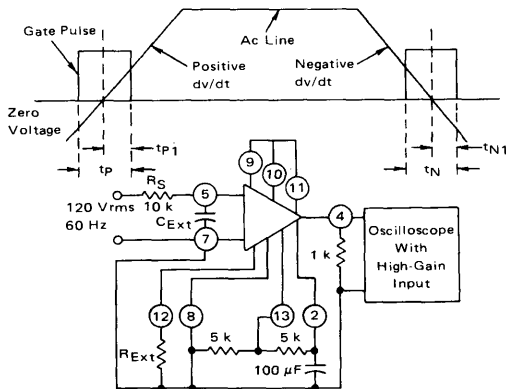 Gate Pulse
Ac Line
Positive
dv/dt
Negative
dv/dt
Zero
Voltage
tP1
tP
tN
tN1
9
10
11
RS
10 k
5
4
120 Vrms
60 Hz
CExt
7
1 k
Oscilloscope
With
High-Gain
Input
12
8
13
2
RExt
5 k
5 k
100 μF